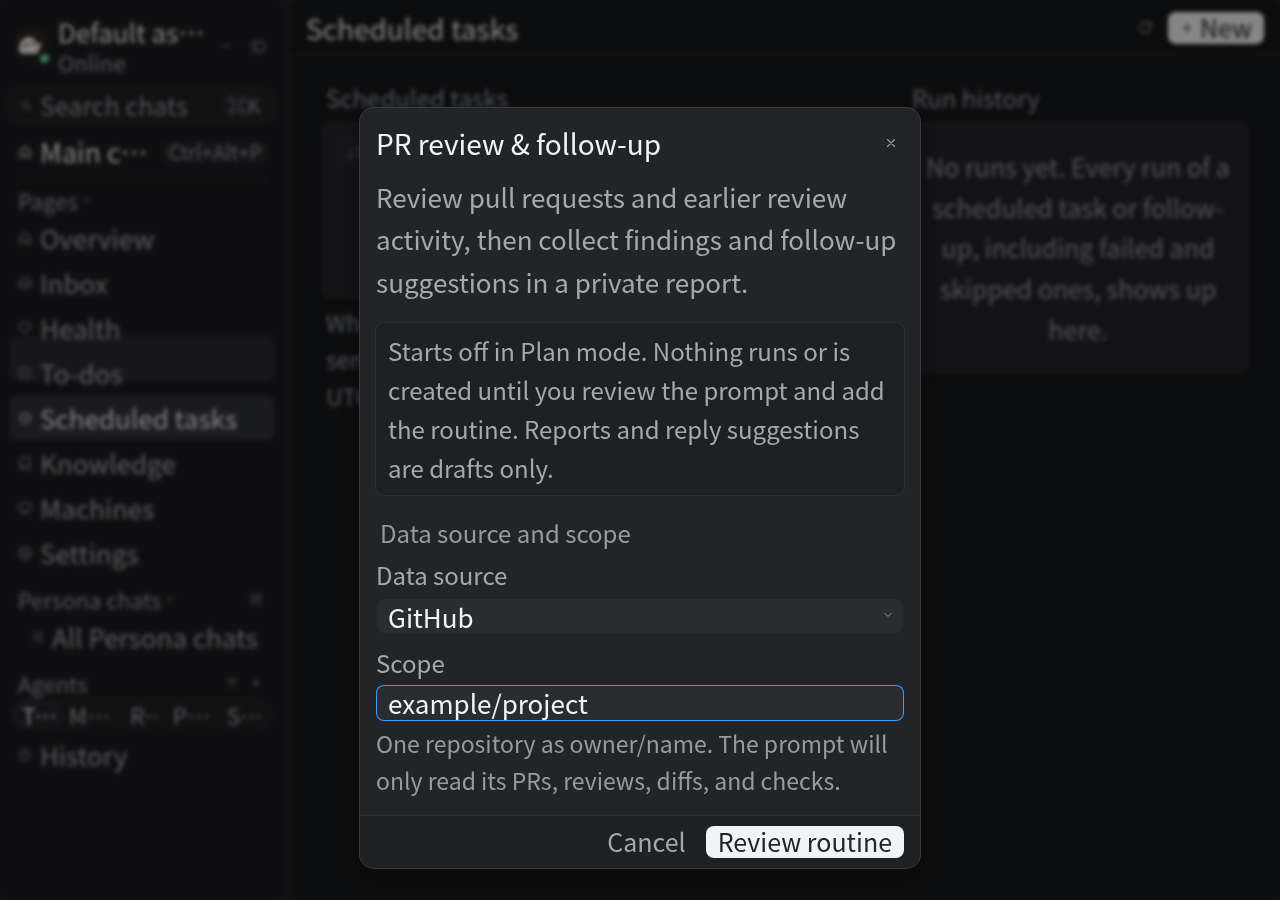 Default as···
Online
Search chats ⌘K
Main c··· Ctrl+Alt+P
Pages
Overview
Inbox
Health
To-dos
Scheduled tasks
Knowledge
Machines
Settings
Persona chats
All Persona chats
Agents
T··· M··· R·· P··· S···
History
Scheduled tasks
+ New
Scheduled tasks
Run history
No runs yet. Every run of a
scheduled task or follow-
up, including failed and
skipped ones, shows up
here.
PR review & follow-up ×
Review pull requests and earlier review
activity, then collect findings and follow-up
suggestions in a private report.
Starts off in Plan mode. Nothing runs or is
created until you review the prompt and add
the routine. Reports and reply suggestions
are drafts only.
Data source and scope
Data source
GitHub
Scope
example/project
One repository as owner/name. The prompt will
only read its PRs, reviews, diffs, and checks.
Cancel Review routine